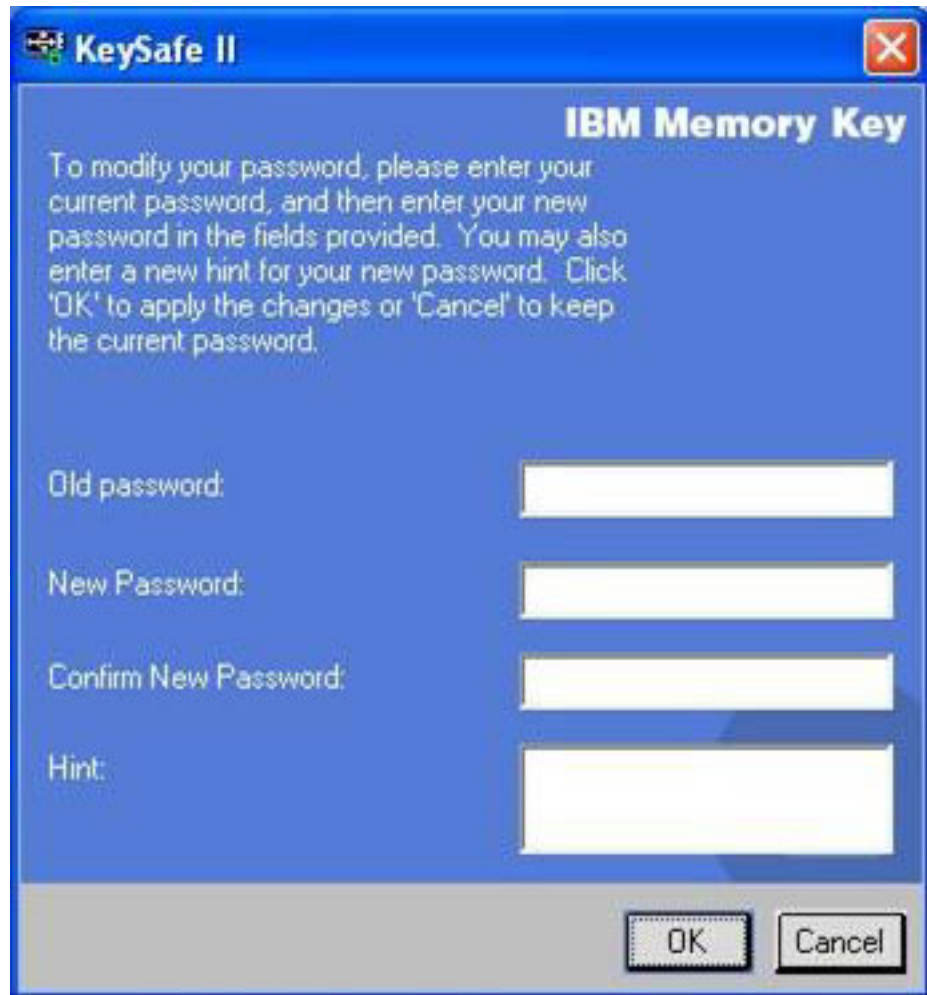 KeySafe II
IBM Memory Key
To modify your password, please enter your
current password, and then enter your new
password in the fields provided.  You may also
enter a new hint for your new password.  Click
'OK' to apply the changes or 'Cancel' to keep
the current password.
Old password:
New Password:
Confirm New Password:
Hint:
OK
Cancel